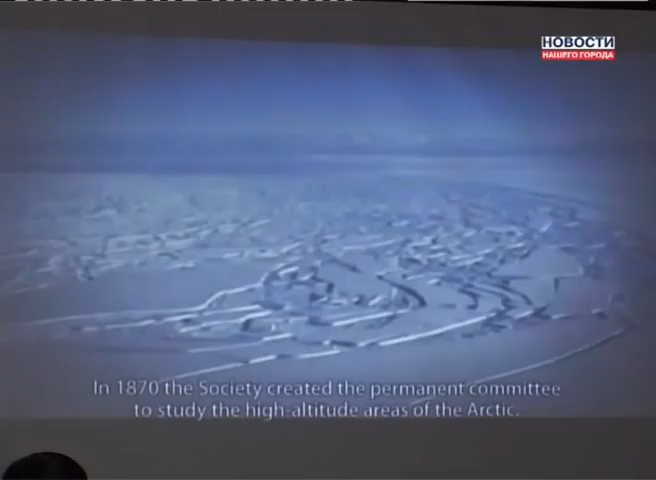 НОВОСТИ
НАШЕГО ГОРОДА
In 1870 the Society created the permanent committee
to study the high-altitude areas of the Arctic.